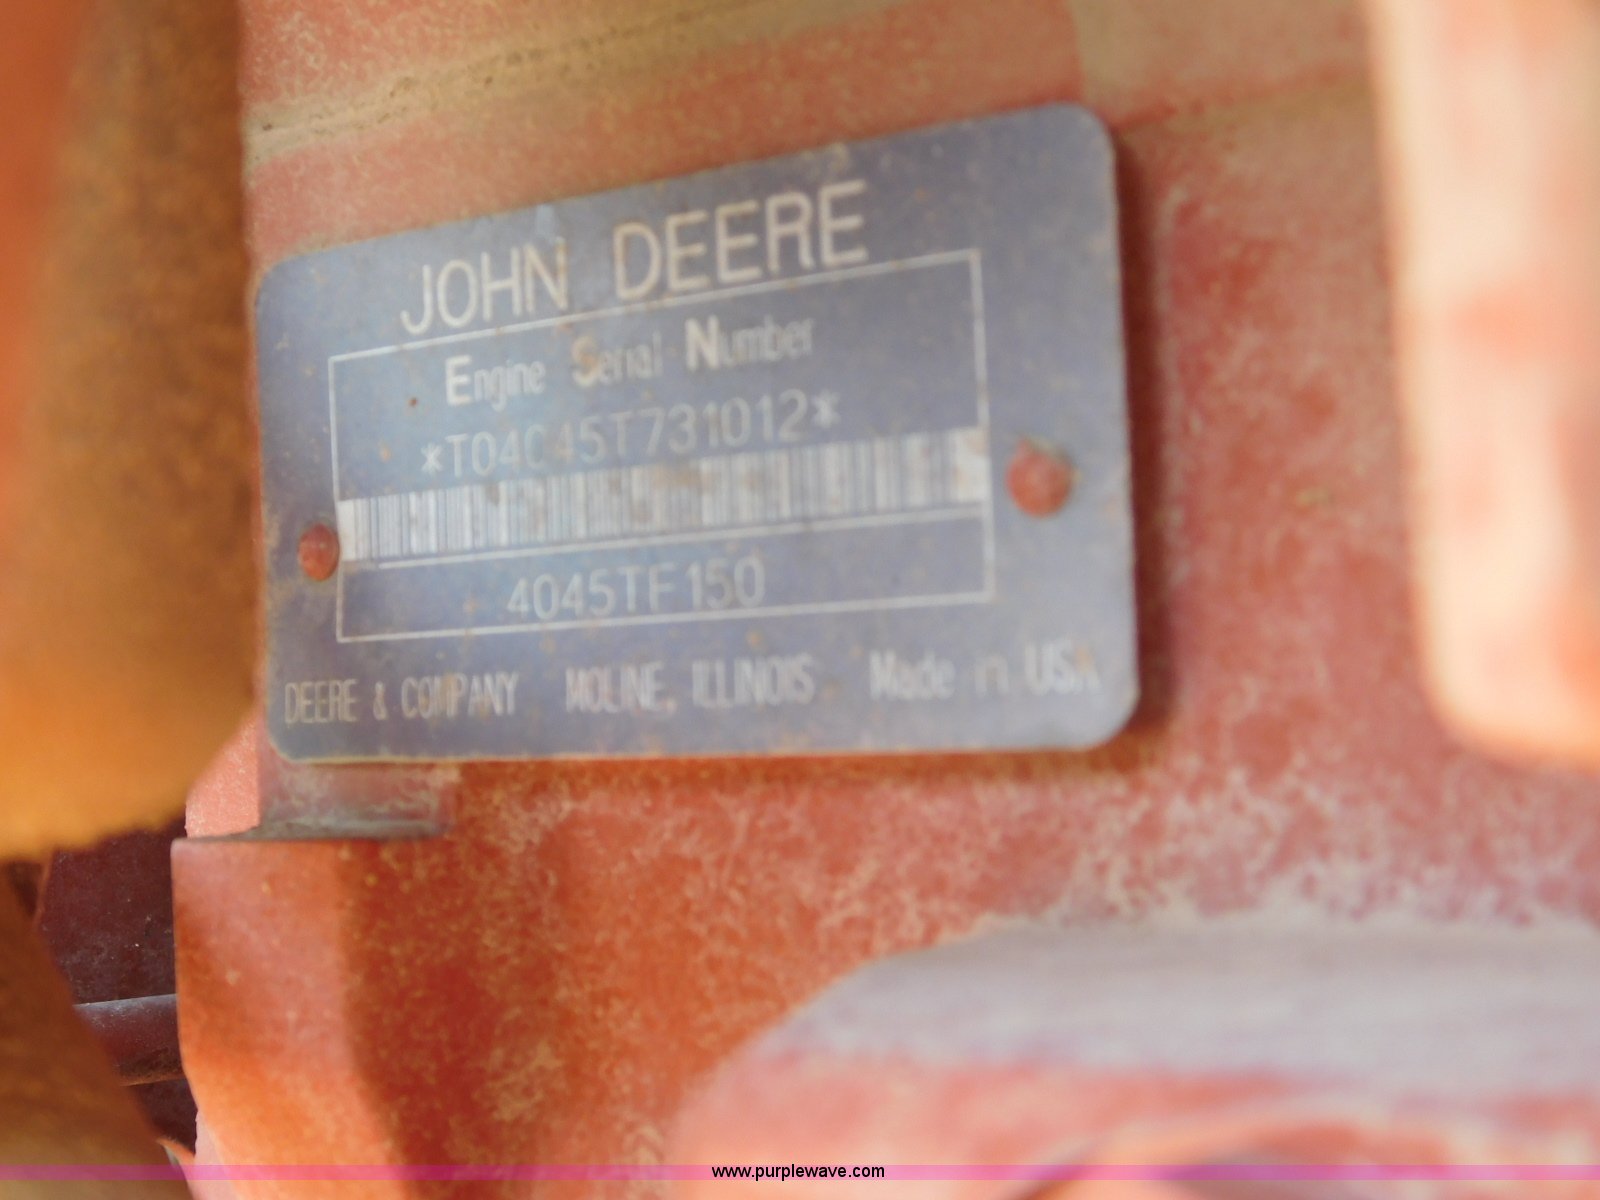 JOHN DEERE
Engine Serial Number
*T04045T731012*
4045TF150
DEERE & COMPANY MOLINE, ILLINOIS Made in USA
www.purplewave.com